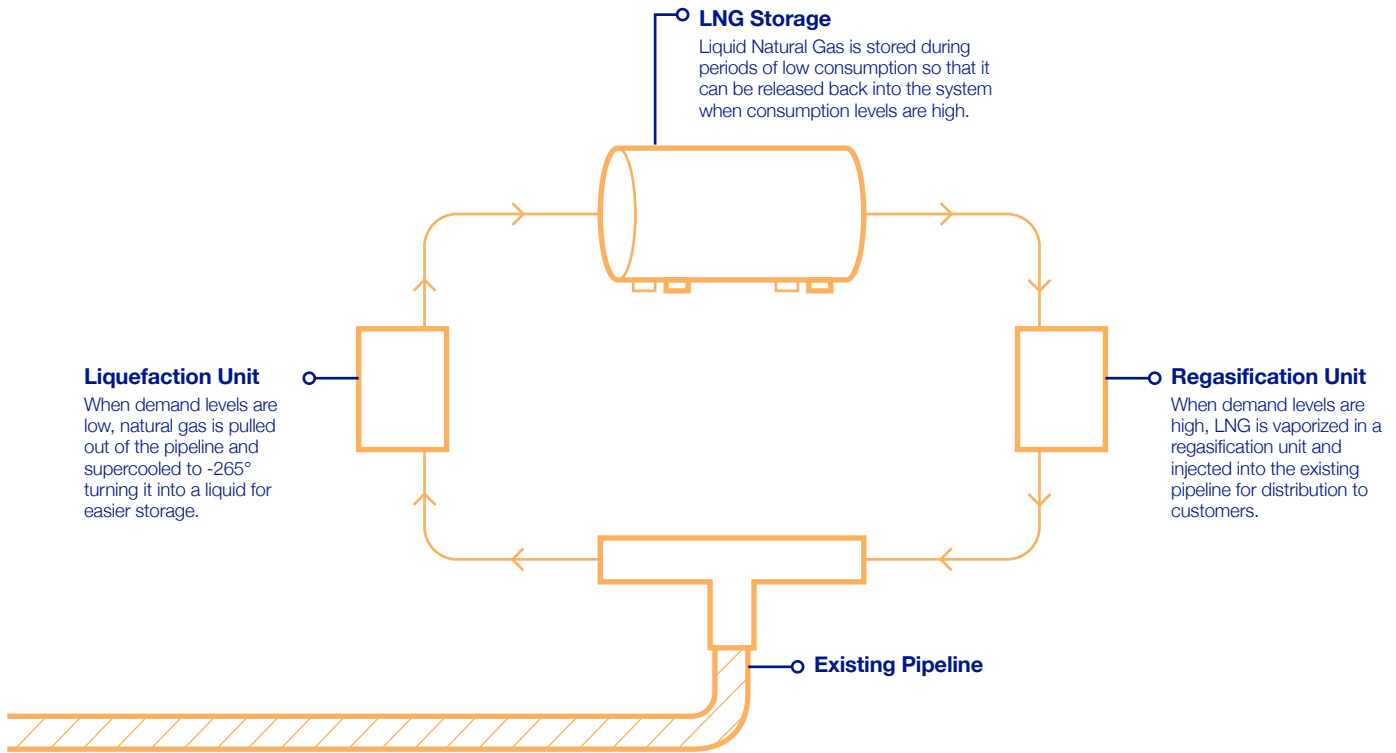 LNG Storage
Liquid Natural Gas is stored during
periods of low consumption so that it
can be released back into the system
when consumption levels are high.
Liquefaction Unit
When demand levels are
low, natural gas is pulled
out of the pipeline and
supercooled to -265°
turning it into a liquid for
easier storage.
Regasification Unit
When demand levels are
high, LNG is vaporized in a
regasification unit and
injected into the existing
pipeline for distribution to
customers.
Existing Pipeline